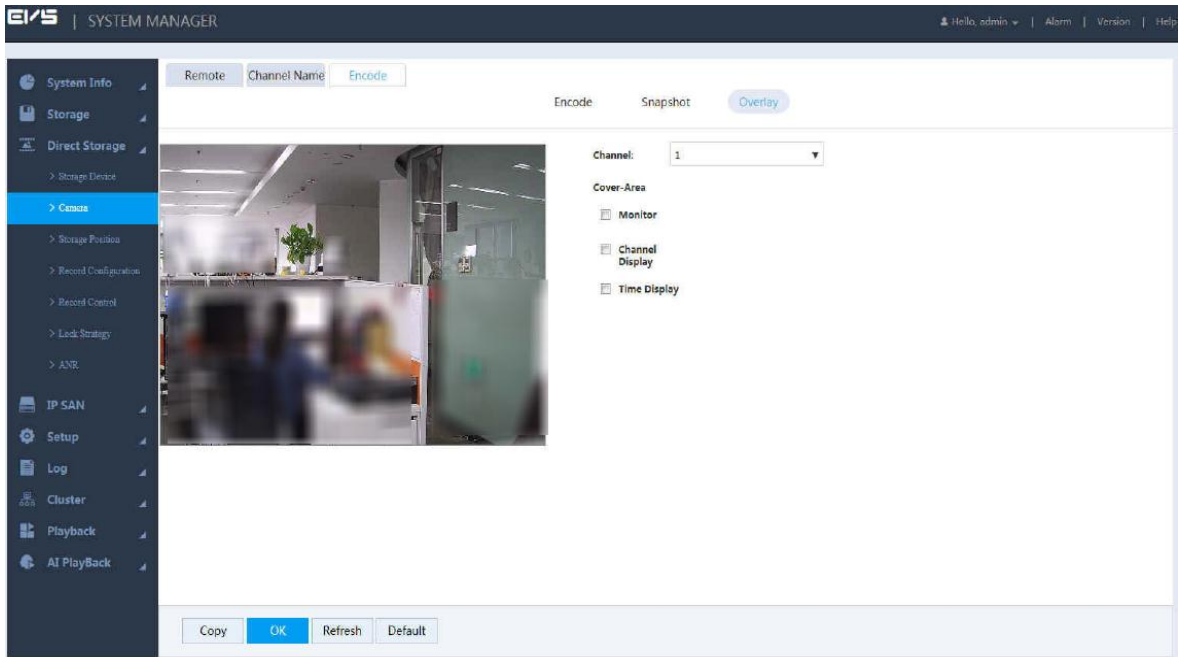 EIVS | SYSTEM MANAGER
Hello, admin | Alarm | Version | Help
System Info
Storage
Direct Storage
> Storage Device
> Camera
> Storage Position
> Record Configuration
> Record Control
> Lock Strategy
> ANR
IP SAN
Setup
Log
Cluster
Playback
AI PlayBack
Remote
Channel Name
Encode
Encode
Snapshot
Overlay
Channel:
1
Cover-Area
Monitor
Channel
Display
Time Display
Copy
OK
Refresh
Default